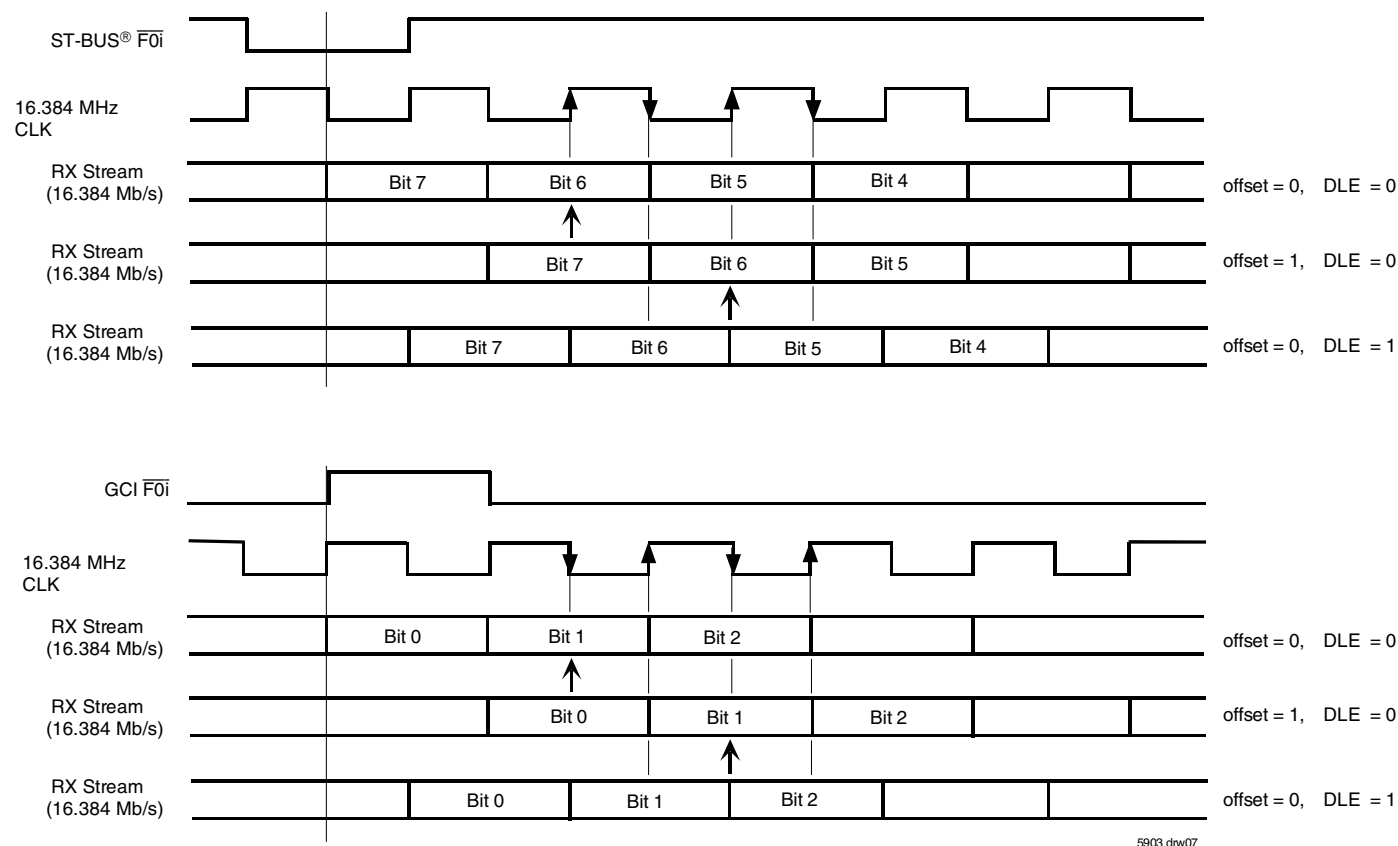 ST-BUS® F0i
16.384 MHz
CLK
RX Stream
(16.384 Mb/s)
Bit 7
Bit 6
Bit 5
Bit 4
offset = 0, DLE = 0
RX Stream
(16.384 Mb/s)
Bit 7
Bit 6
Bit 5
offset = 1, DLE = 0
RX Stream
(16.384 Mb/s)
Bit 7
Bit 6
Bit 5
Bit 4
offset = 0, DLE = 1
GCI F0i
16.384 MHz
CLK
RX Stream
(16.384 Mb/s)
Bit 0
Bit 1
Bit 2
offset = 0, DLE = 0
RX Stream
(16.384 Mb/s)
Bit 0
Bit 1
Bit 2
offset = 1, DLE = 0
RX Stream
(16.384 Mb/s)
Bit 0
Bit 1
Bit 2
offset = 0, DLE = 1
5903 drw07